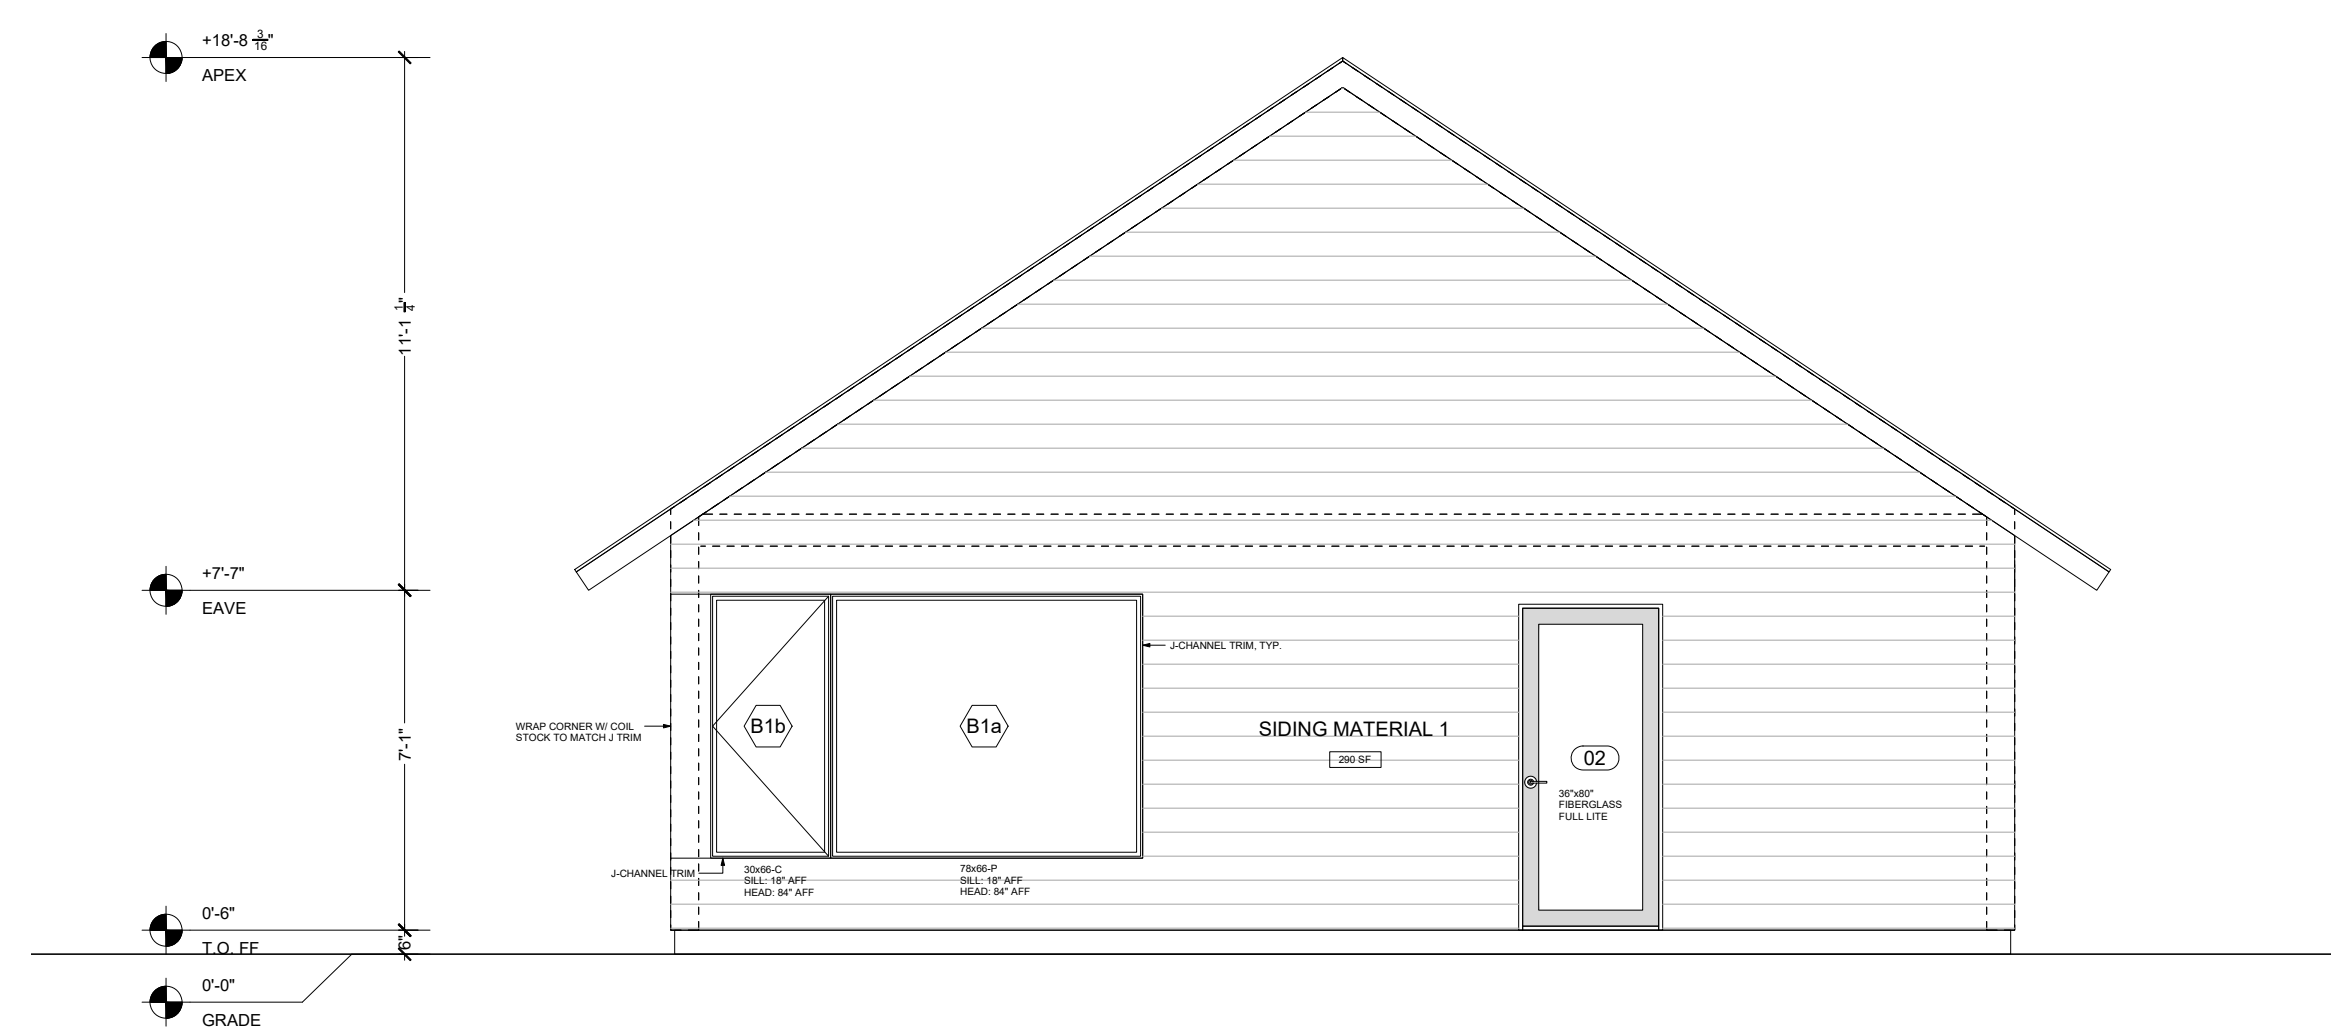 +18'-8 3/16"
APEX
11'-1 1/4"
+7'-7"
EAVE
7'-1"
0'-6"
T.O. FF
6"
0'-0"
GRADE
WRAP CORNER W/ COIL
STOCK TO MATCH J TRIM
J-CHANNEL TRIM
B1b
B1a
30x66-C
SILL: 18" AFF
HEAD: 84" AFF
78x66-P
SILL: 18" AFF
HEAD: 84" AFF
J-CHANNEL TRIM, TYP.
SIDING MATERIAL 1
290 SF
02
36"x80"
FIBERGLASS
FULL LITE